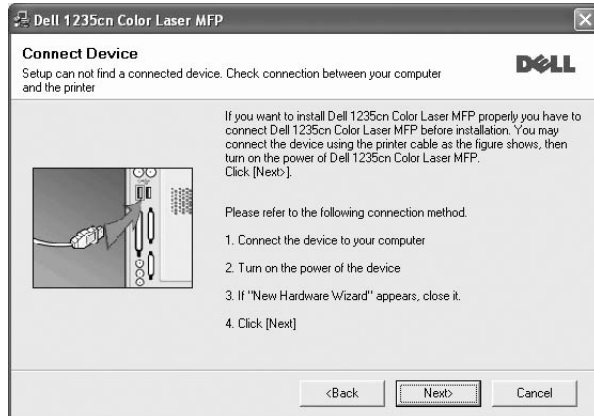 Dell 1235cn Color Laser MFP
Connect Device
Setup can not find a connected device. Check connection between your computer
and the printer
DELL
If you want to install Dell 1235cn Color Laser MFP properly you have to
connect Dell 1235cn Color Laser MFP before installation. You may
connect the device using the printer cable as the figure shows, then
turn on the power of Dell 1235cn Color Laser MFP.
Click [Next>].
Please refer to the following connection method.
1. Connect the device to your computer
2. Turn on the power of the device
3. If "New Hardware Wizard" appears, close it.
4. Click [Next]
<Back
Next>
Cancel